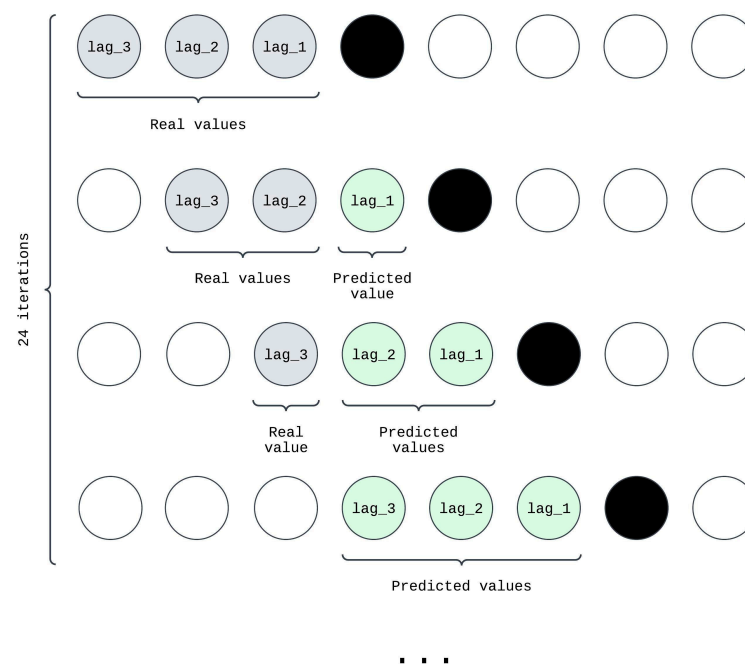 lag_3 lag_2 lag_1
Real values
lag_3 lag_2 lag_1
Real values Predicted
value
24 iterations
lag_3 lag_2 lag_1
Real Predicted
value values
lag_3 lag_2 lag_1
Predicted values
...